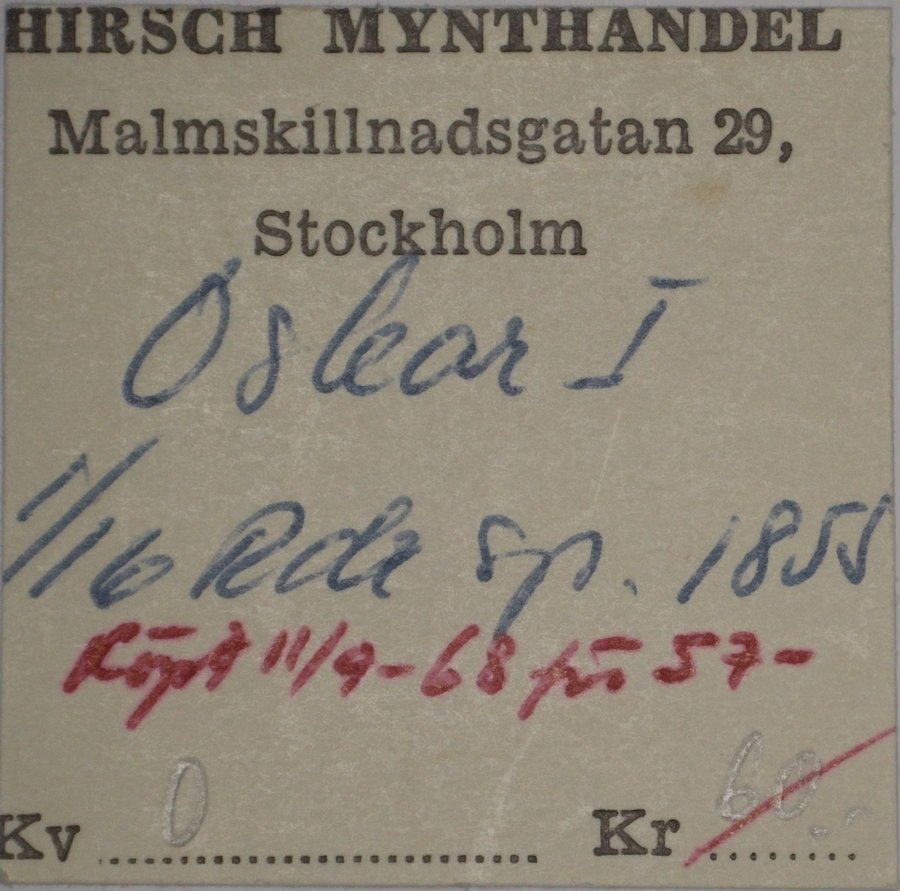 HIRSCH MYNTHANDEL
Malmskillnadsgatan 29,
Stockholm
Oskar I
1/16 Rdr sp. 1855
Köpt 11/9-68 för 57-
Kv 0 Kr 60..--